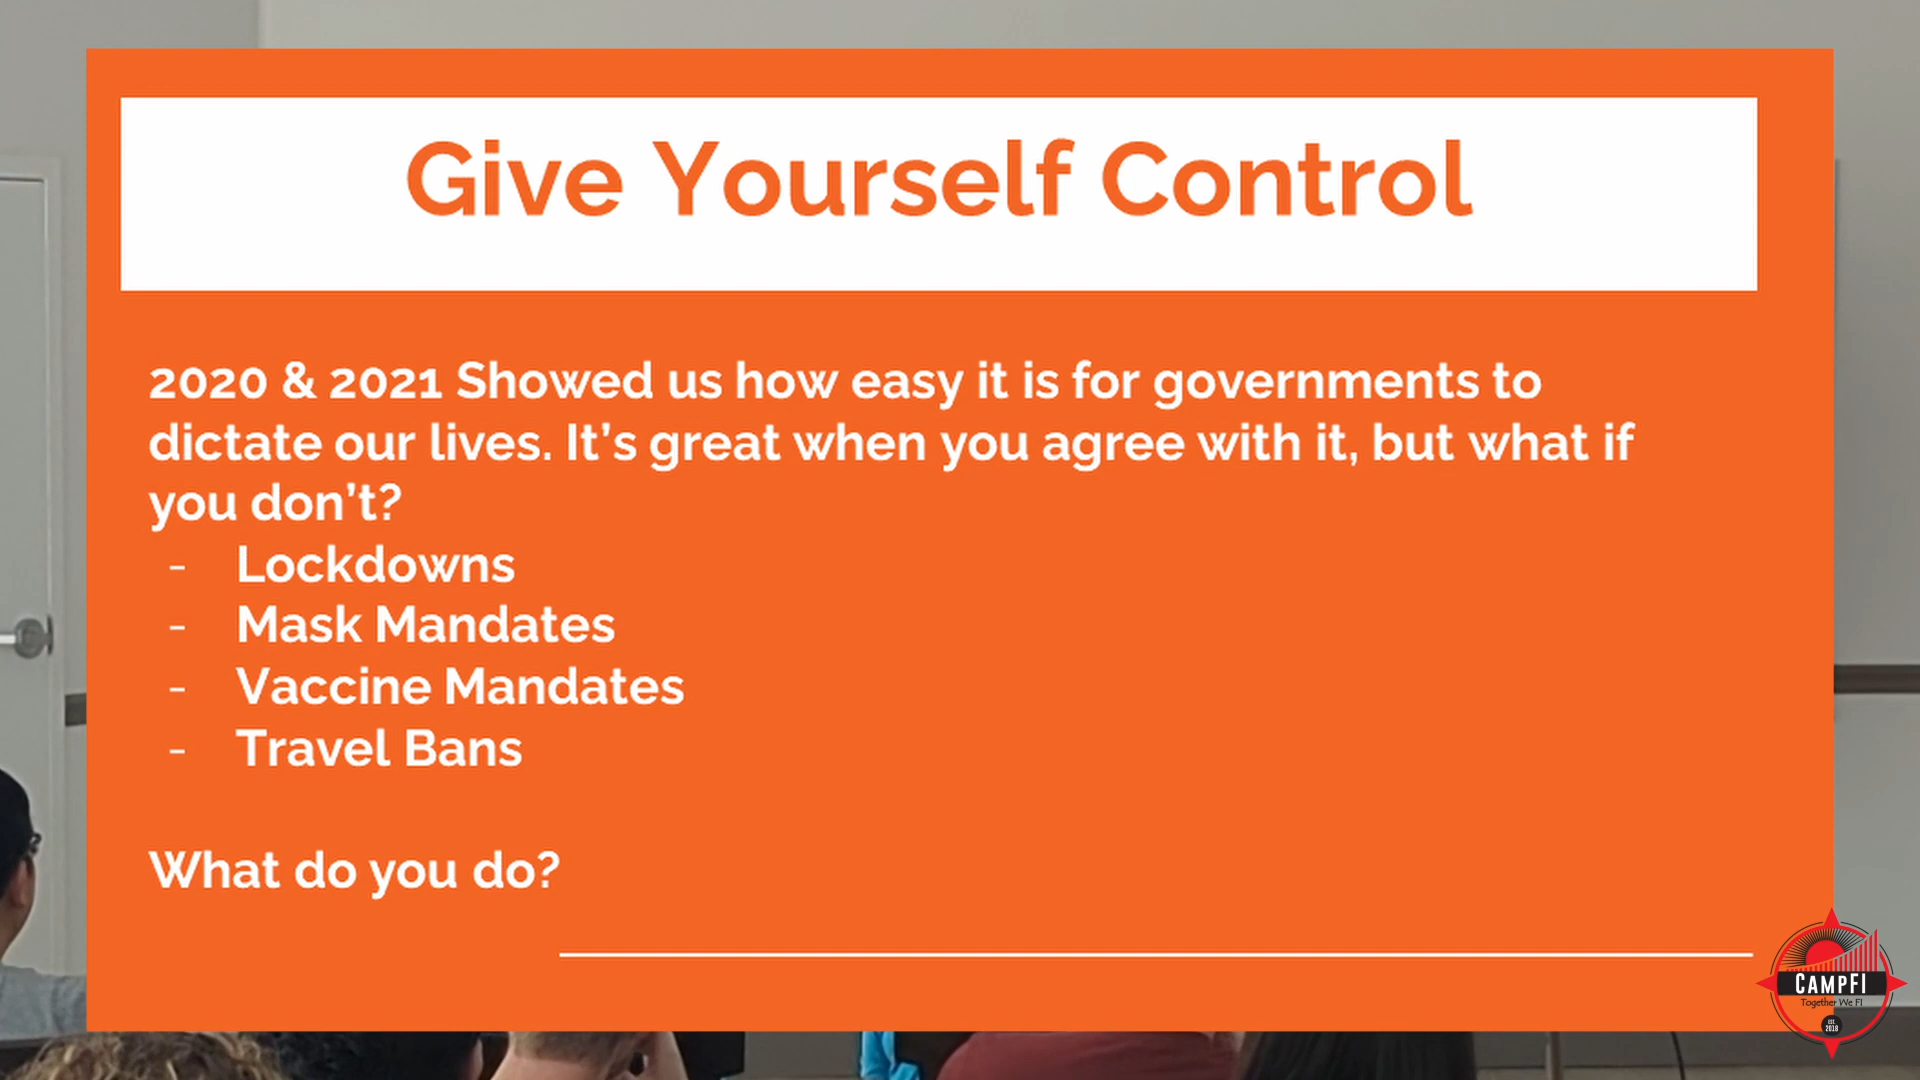 Give Yourself Control
2020 & 2021 Showed us how easy it is for governments to
dictate our lives. It's great when you agree with it, but what if
you don't?
- Lockdowns
- Mask Mandates
- Vaccine Mandates
- Travel Bans
What do you do?
CAMPFI
Together We FI
EST.
2018